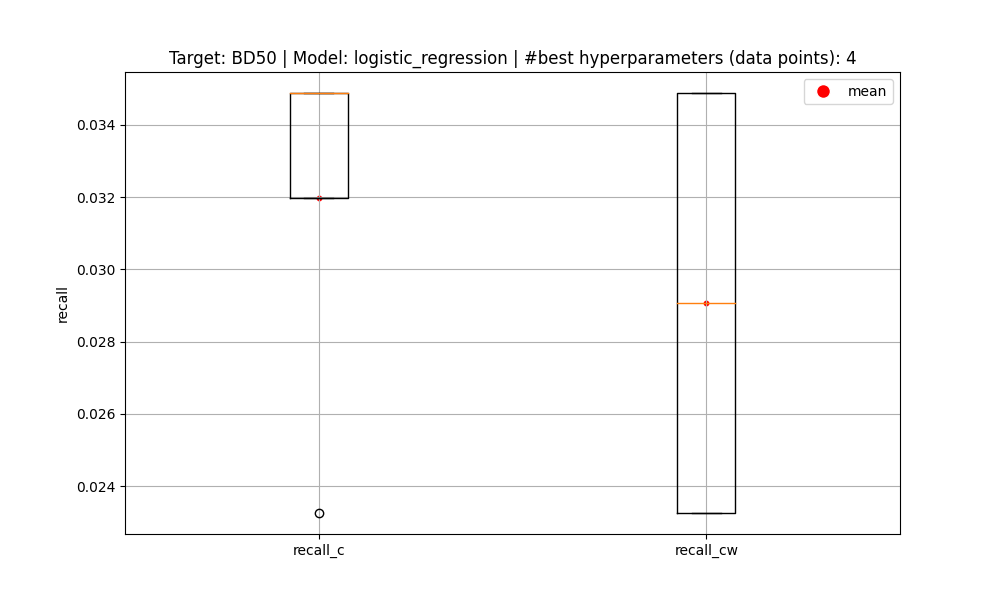 Target: BD50 | Model: logistic_regression | #best hyperparameters (data points): 4
mean
0.034
0.032
0.030
0.028
0.026
0.024
recall
recall_c
recall_cw